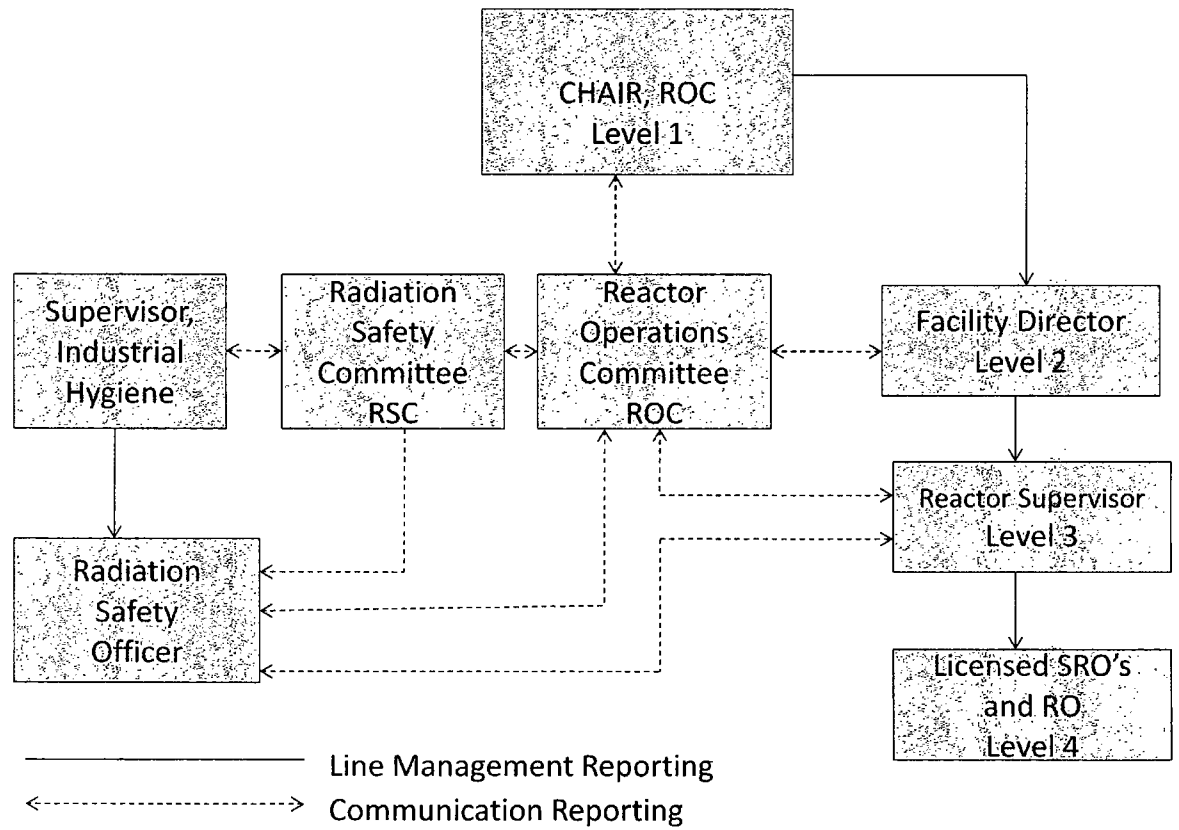 CHAIR, ROC
Level 1
Supervisor,
Industrial
Hygiene
Radiation
Safety
Committee
RSC
Reactor
Operations
Committee
ROC
Facility Director
Level 2
Reactor Supervisor
Level 3
Radiation
Safety
Officer
Licensed SRO's
and RO
Level 4
Line Management Reporting
Communication Reporting